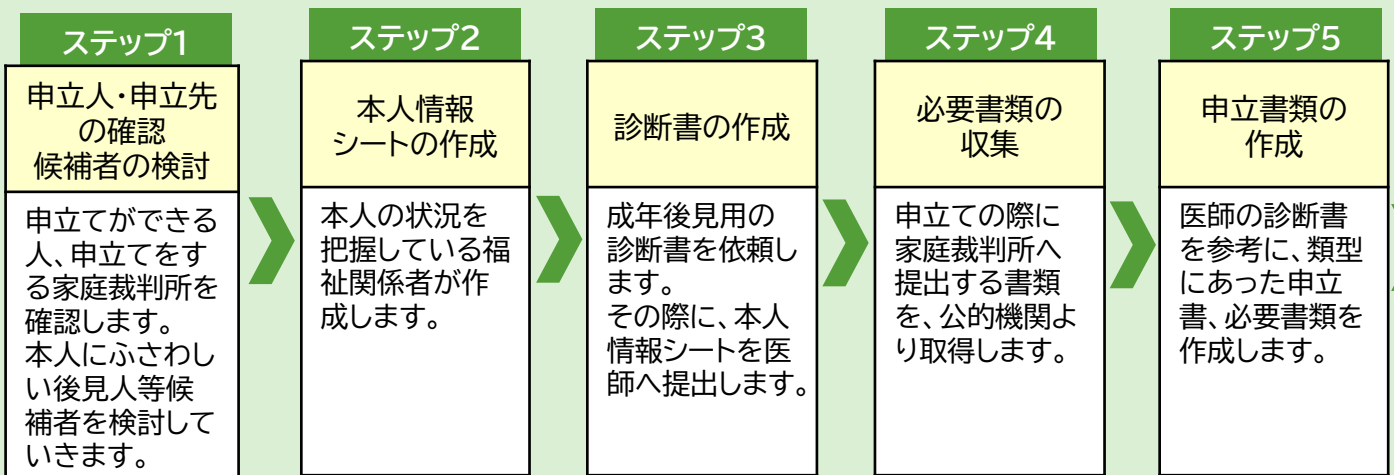 ステップ1
申立人・申立先
の確認
候補者の検討
申立てができる
人、申立てをす
る家庭裁判所を
確認します。
本人にふさわし
い後見人等候
補者を検討して
いきます。
ステップ2
本人情報
シートの作成
本人の状況を
把握している福
祉関係者が作
成します。
ステップ3
診断書の作成
成年後見用の
診断書を依頼し
ます。
その際に、本人
情報シートを医
師へ提出します。
ステップ4
必要書類の
収集
申立ての際に
家庭裁判所へ
提出する書類
を、公的機関よ
り取得します。
ステップ5
申立書類の
作成
医師の診断書
を参考に、類型
にあった申立
書、必要書類を
作成します。